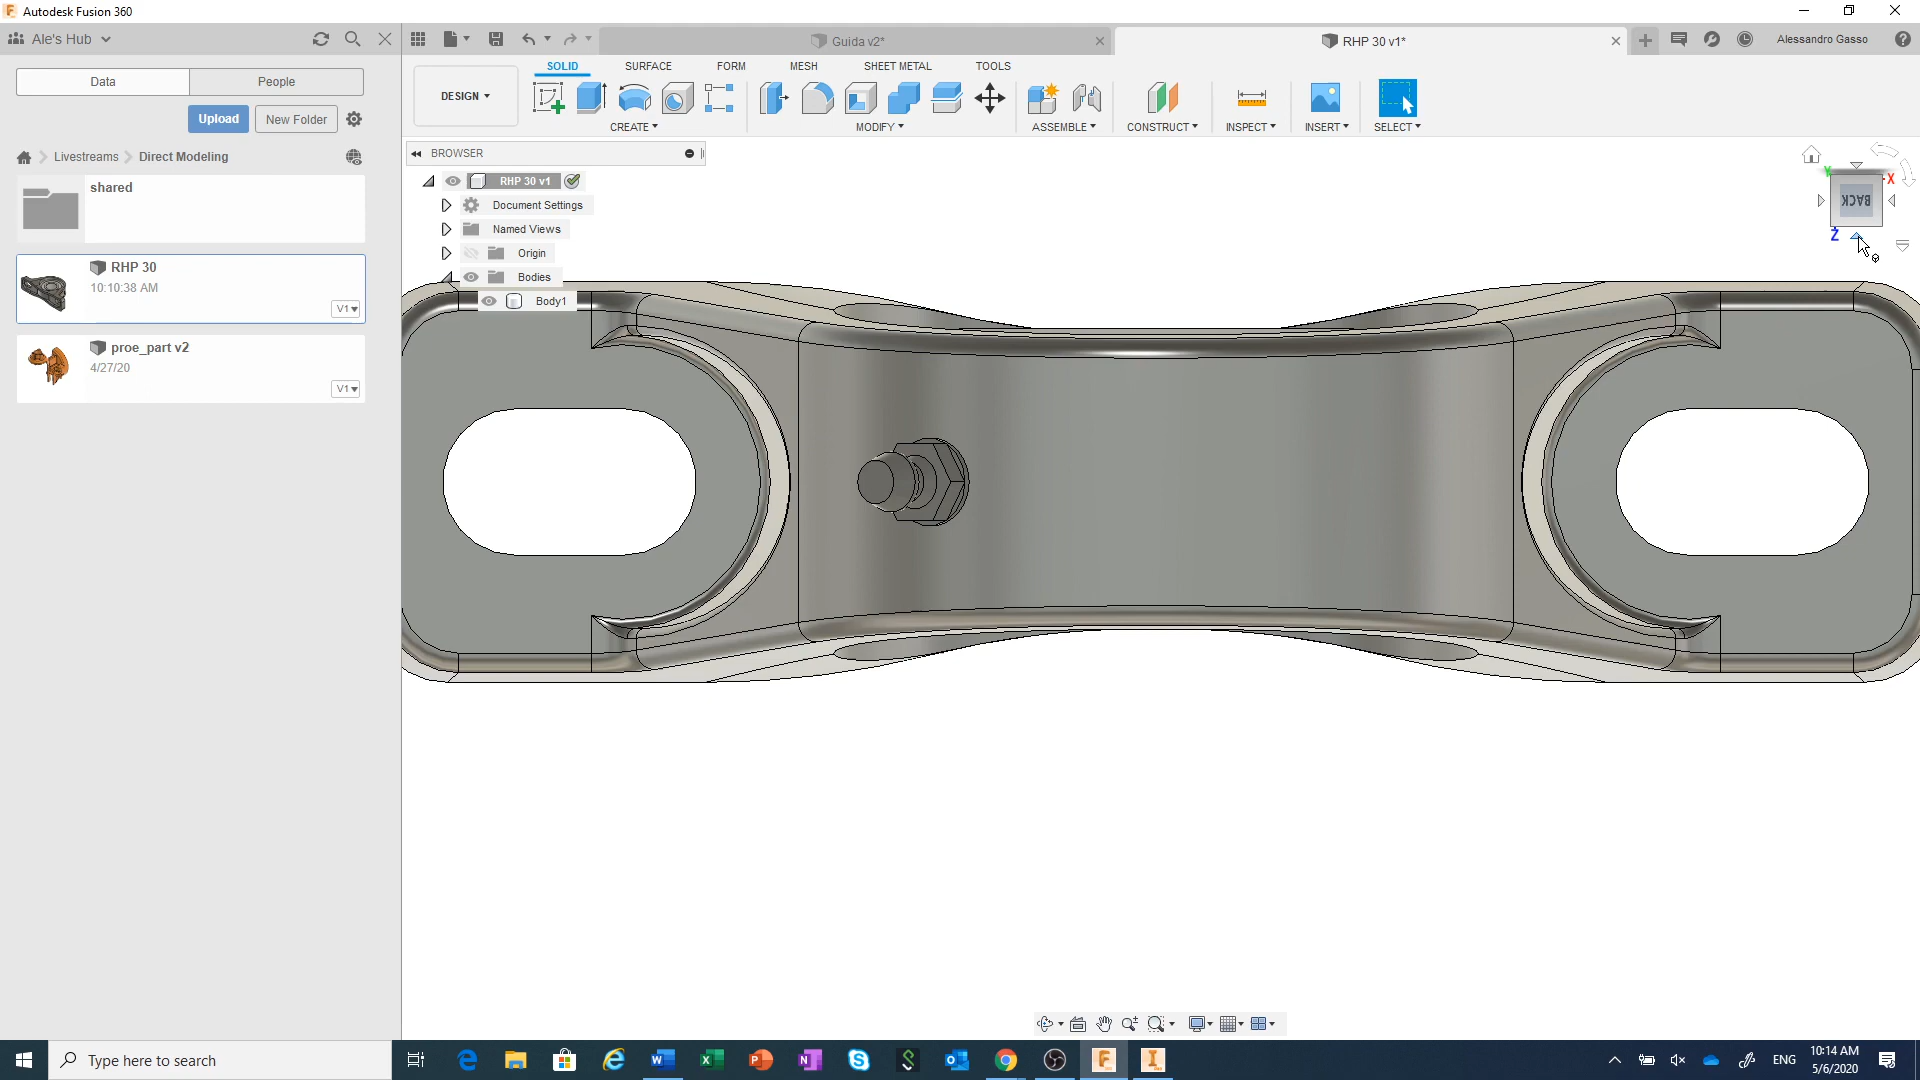 Autodesk Fusion 360
Ale's Hub
Guida v2*
RHP 30 v1*
Alessandro Gasso
Data
People
Upload
New Folder
Livestreams
Direct Modeling
shared
RHP 30
10:10:38 AM
V1
proe_part v2
4/27/20
V1
DESIGN
SOLID
SURFACE
FORM
MESH
SHEET METAL
TOOLS
CREATE
MODIFY
ASSEMBLE
CONSTRUCT
INSPECT
INSERT
SELECT
BROWSER
RHP 30 v1
Document Settings
Named Views
Origin
Bodies
Body1
Y
X
BACK
Z
Type here to search
ENG
10:14 AM
5/6/2020